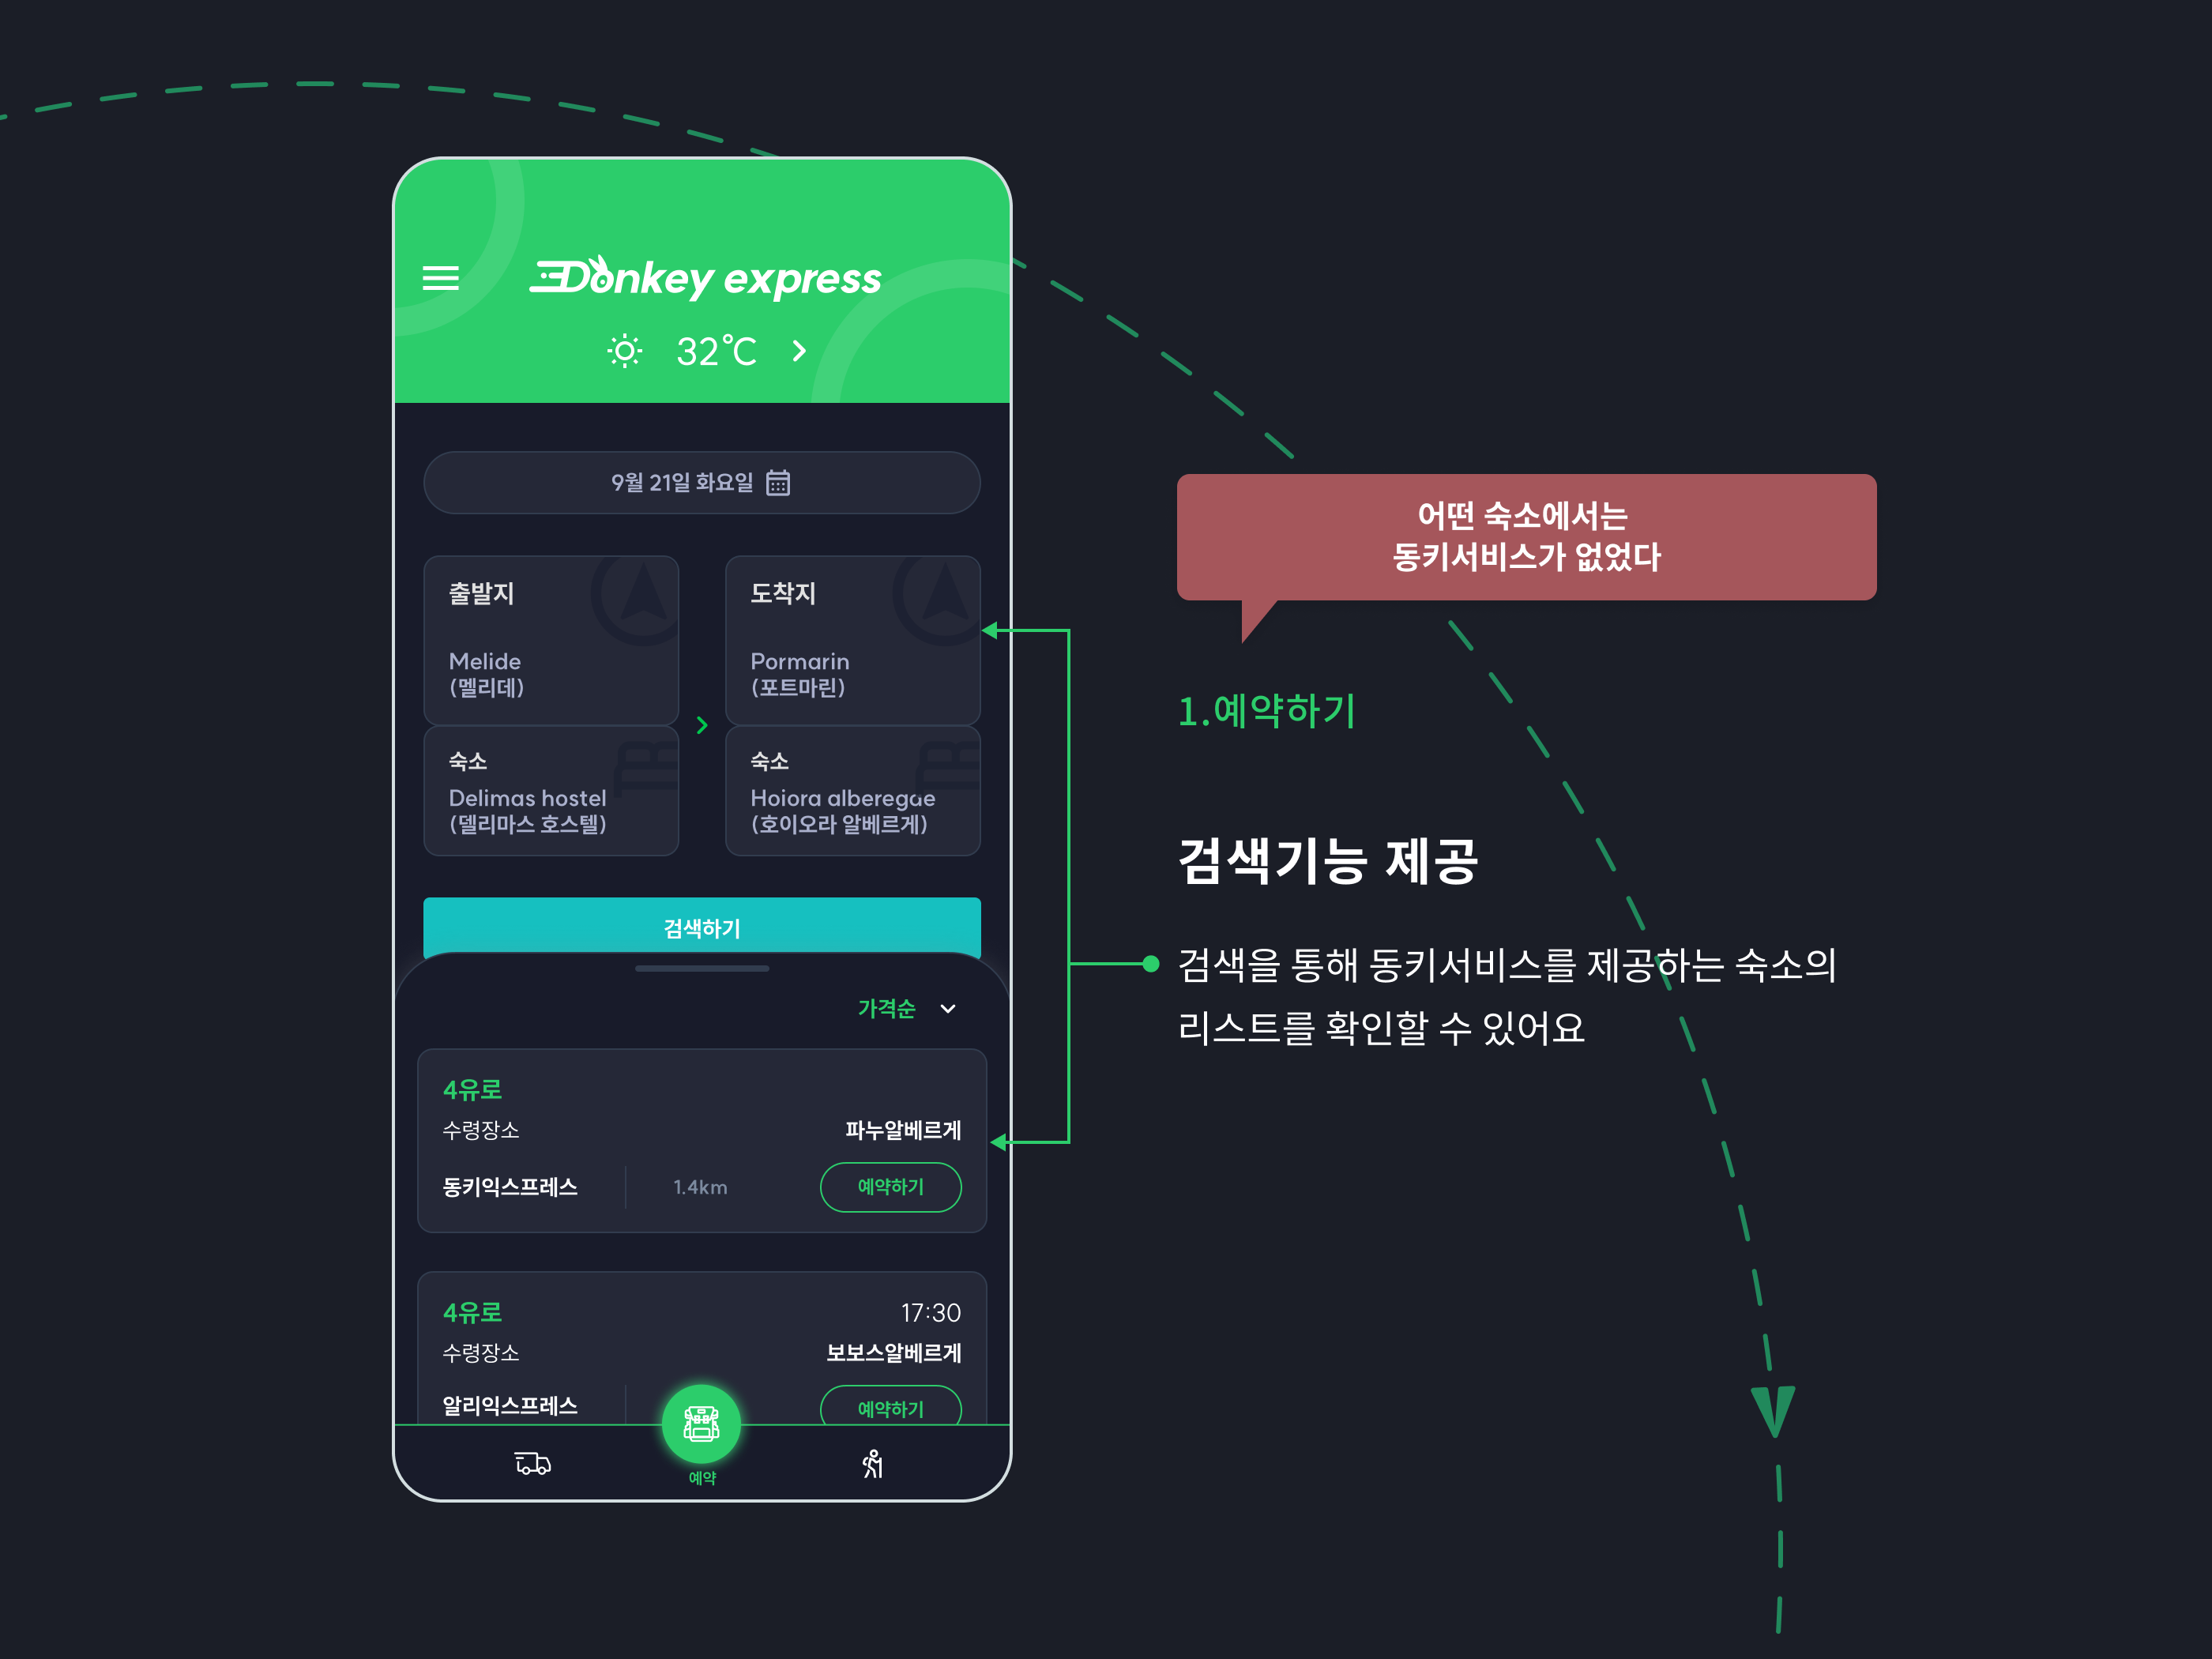 Donkey express
32°C
9월 21일 화요일
출발지
Melide
(멜리데)
숙소
Delimas hostel
(델리마스 호스텔)
도착지
Pormarin
(포트마린)
숙소
Hoiora alberegae
(호이오라 알베르게)
검색하기
가격순
4유로
수령장소
파누알베르게
동키익스프레스
1.4km
예약하기
4유로
17:30
수령장소
보보스알베르게
알리익스프레스
예약하기
예약
어떤 숙소에서는
동키서비스가 없었다
1.예약하기
검색기능 제공
검색을 통해 동키서비스를 제공하는 숙소의
리스트를 확인할 수 있어요